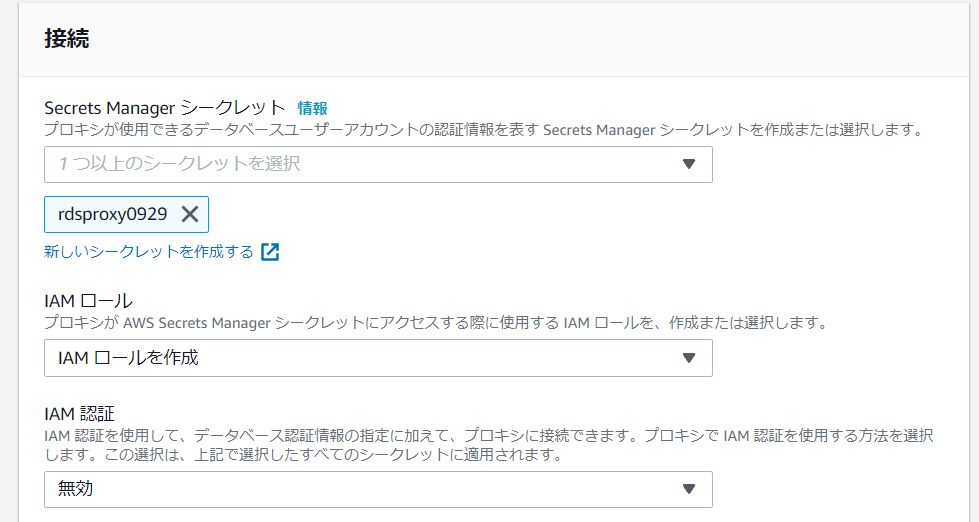 接続
Secrets Manager シークレット 情報
プロキシが使用できるデータベースユーザーアカウントの認証情報を表す Secrets Manager シークレットを作成または選択します。
1 つ以上のシークレットを選択
rdsproxy0929
新しいシークレットを作成する
IAM ロール
プロキシが AWS Secrets Manager シークレットにアクセスする際に使用する IAM ロールを、作成または選択します。
IAM ロールを作成
IAM 認証
IAM 認証を使用して、データベース認証情報の指定に加えて、プロキシに接続できます。プロキシで IAM 認証を使用する方法を選択
します。この選択は、上記で選択したすべてのシークレットに適用されます。
無効